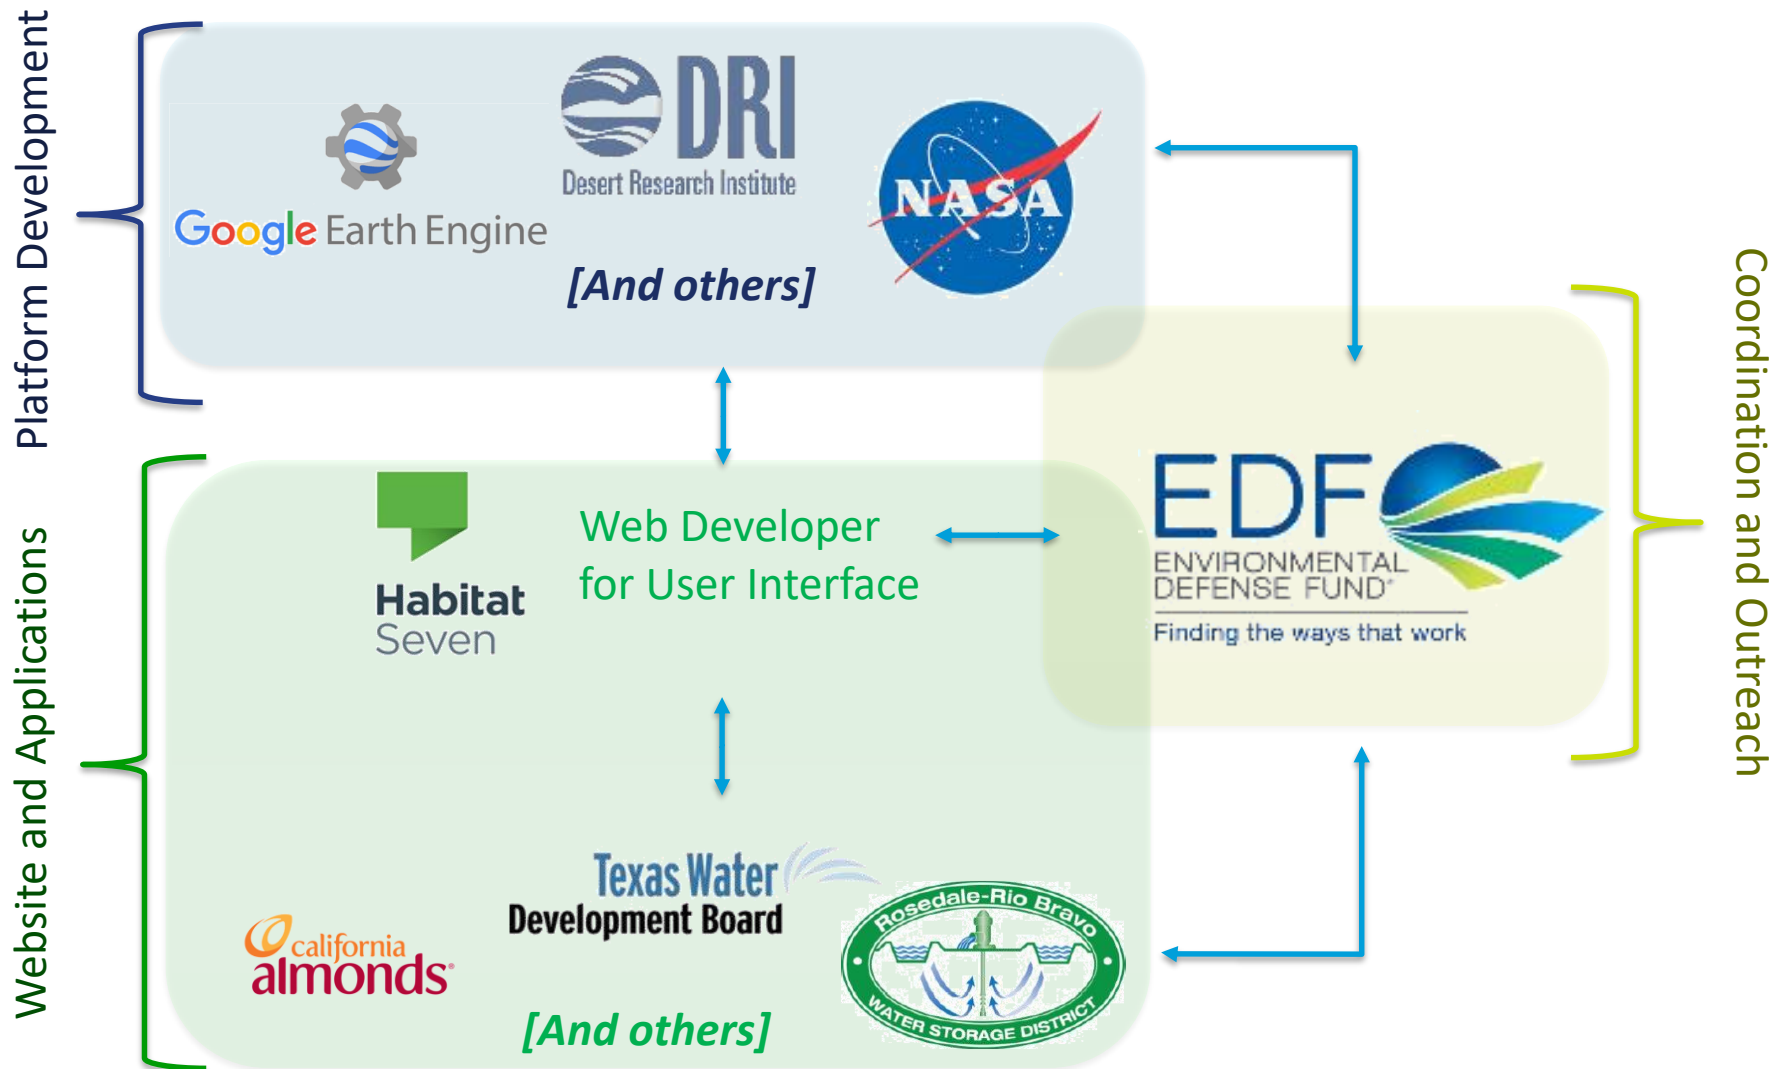 Platform Development
DRI
Desert Research Institute
Google Earth Engine
NASA
[And others]
Coordination and Outreach
EDF
ENVIRONMENTAL
DEFENSE FUND®
Finding the ways that work
Website and Applications
Habitat
Seven
Web Developer
for User Interface
Texas Water
Development Board
california
almonds®
Rosedale-Rio Bravo
WATER STORAGE DISTRICT
[And others]